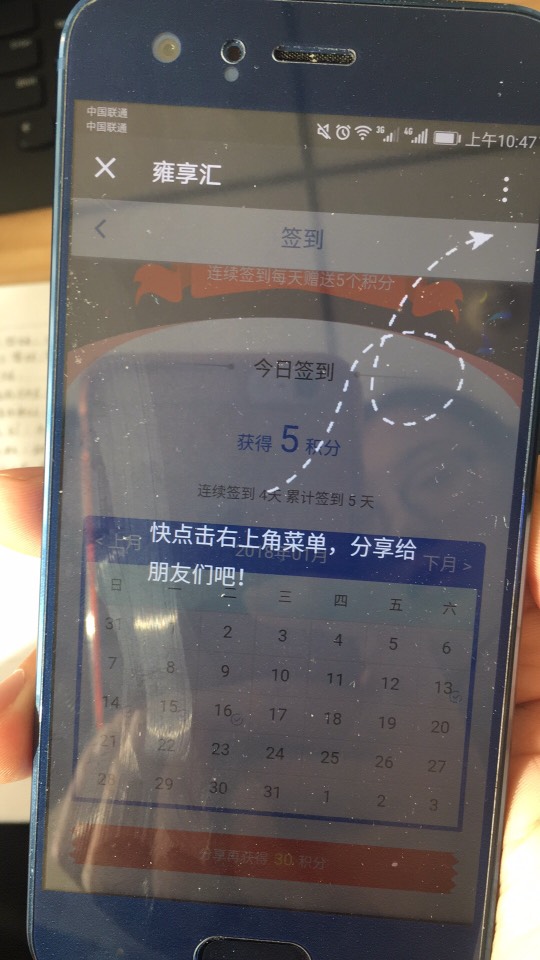 中国联通
中国联通
3G 4G 上午10:47
雍享汇
签到
连续签到每天赠送5个积分
今日签到
获得 5 积分
连续签到 4天 累计签到 5 天
< 上月 2018年01月 下月 >
快点击右上角菜单，分享给
朋友们吧！
日 一 二 三 四 五 六
31 1 2 3 4 5 6
7 8 9 10 11 12 13
14 15 16 17 18 19 20
21 22 23 24 25 26 27
28 29 30 31 1 2 3
分享再获得 30 积分